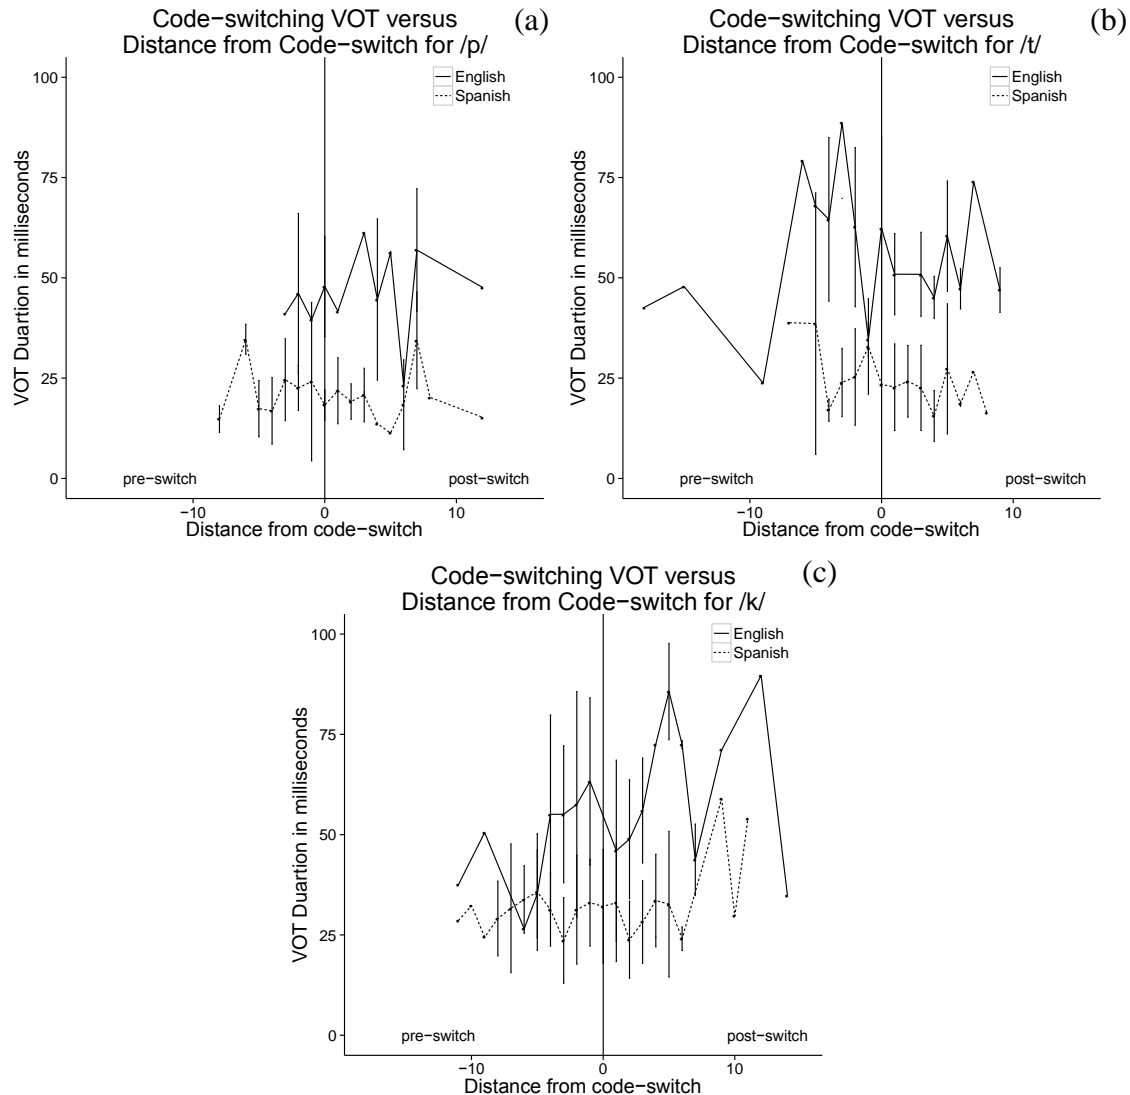 Code−switching VOT versus
Distance from Code−switch for /p/
(a)
English
Spanish
100
75
50
25
0
VOT Duartion in milliseconds
pre−switch
post−switch
−10
0
10
Distance from code−switch
Code−switching VOT versus
Distance from Code−switch for /t/
(b)
English
Spanish
100
75
50
25
0
VOT Duartion in milliseconds
pre−switch
post−switch
−10
0
10
Distance from code−switch
Code−switching VOT versus
Distance from Code−switch for /k/
(c)
English
Spanish
100
75
50
25
0
VOT Duartion in milliseconds
pre−switch
post−switch
−10
0
10
Distance from code−switch